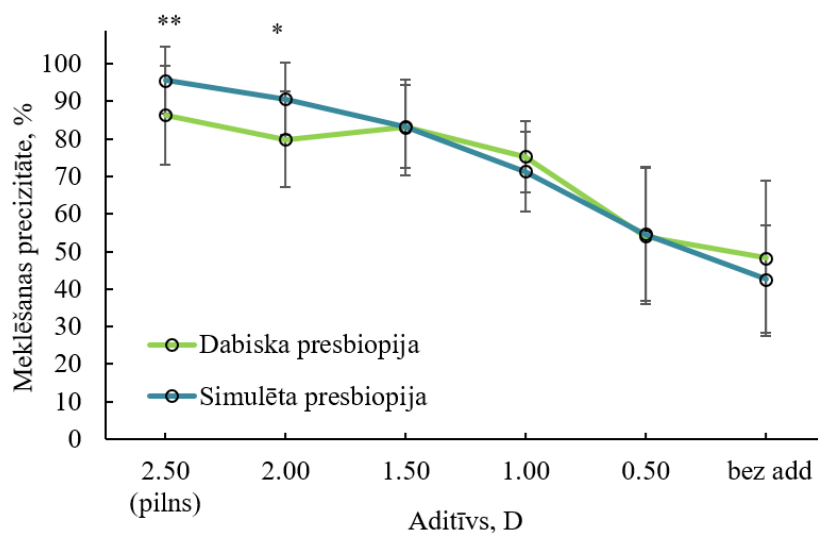 ** *
Meklēšanas precizitāte, %
100
90
80
70
60
50
40
30
20
10
0
Dabiska presbiopija
Simulēta presbiopija
2.50 2.00 1.50 1.00 0.50 bez add
(pilns)
Aditīvs, D